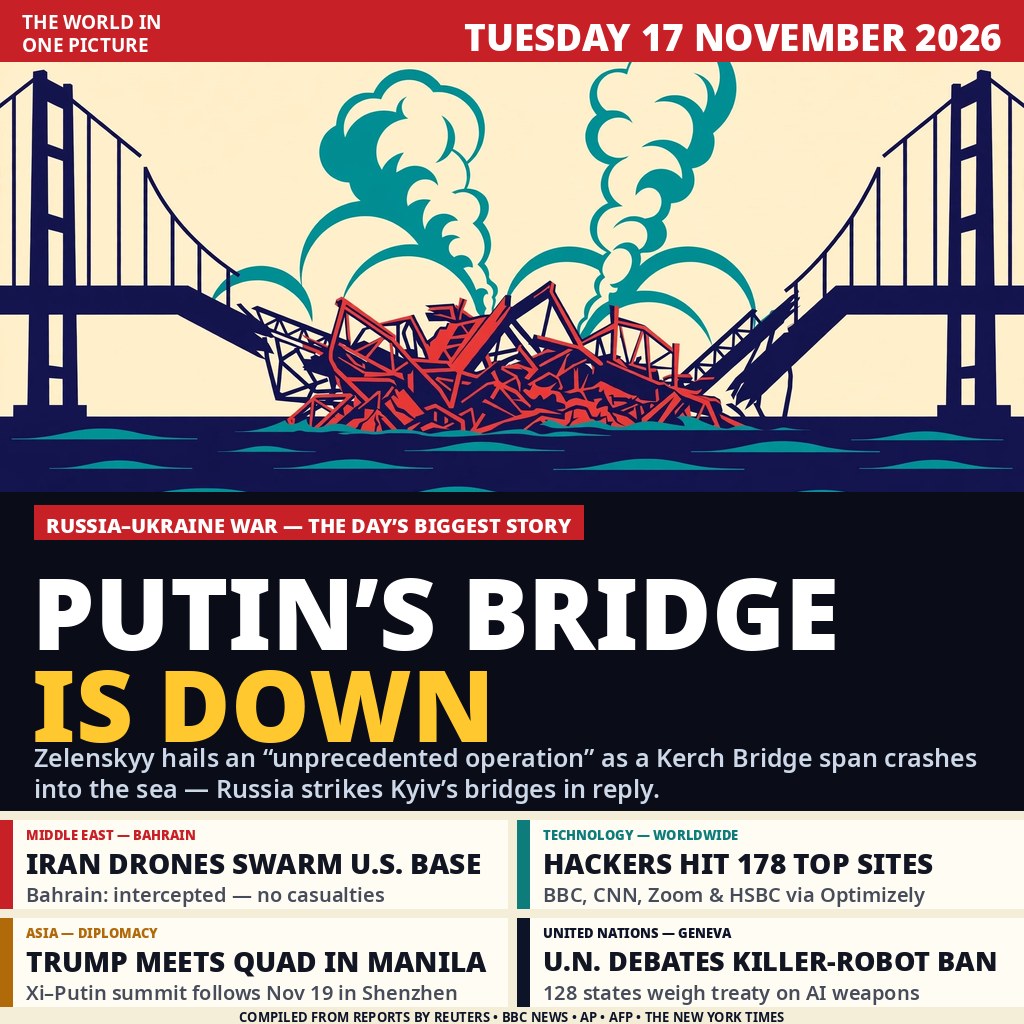 THE WORLD IN
ONE PICTURE
TUESDAY 17 NOVEMBER 2026
RUSSIA–UKRAINE WAR — THE DAY’S BIGGEST STORY
PUTIN’S BRIDGE
IS DOWN
Zelenskyy hails an “unprecedented operation” as a Kerch Bridge span crashes
into the sea — Russia strikes Kyiv’s bridges in reply.
MIDDLE EAST — BAHRAIN
IRAN DRONES SWARM U.S. BASE
Bahrain: intercepted — no casualties
TECHNOLOGY — WORLDWIDE
HACKERS HIT 178 TOP SITES
BBC, CNN, Zoom & HSBC via Optimizely
ASIA — DIPLOMACY
TRUMP MEETS QUAD IN MANILA
Xi–Putin summit follows Nov 19 in Shenzhen
UNITED NATIONS — GENEVA
U.N. DEBATES KILLER-ROBOT BAN
128 states weigh treaty on AI weapons
COMPILED FROM REPORTS BY REUTERS • BBC NEWS • AP • AFP • THE NEW YORK TIMES